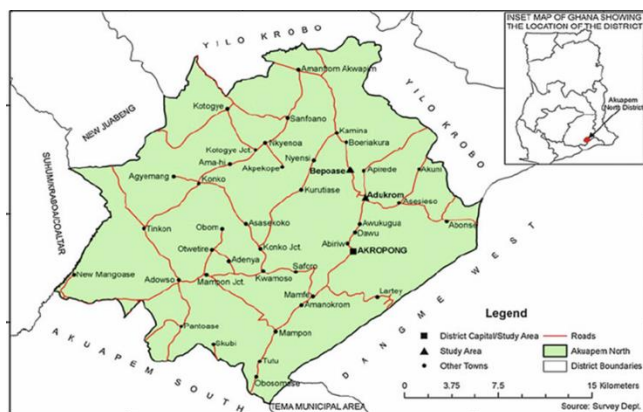 INSET MAP OF GHANA SHOWING
THE LOCATION OF THE DISTRICT
Akuapem
North District
YILO KROBO
YILO KROBO
NEW JUABENG
SUHUM/KRABOA/COALTAR
AKUAPEM SOUTH
DANGME WEST
TEMA MUNICIPAL AREA
Amanfrom Akwapim
Kotogye
Sanfoano
Kamina
Nkyenoa
Boeriakura
Kotogye Jct.
Ama-hi
Akpekope
Nyensi
Bepoase
Apirede
Akuni
Agyemang
Konko
Kurutiase
Adukrom
Asesieso
Abonse
Tinkon
Obom
Asasekoko
Awukugua
Dawu
Abiriw
AKROPONG
Otwetire
Konko Jct.
Adenya
New Mangoase
Adowso
Mampon Jct.
Kwamoso
Saforo
Mamfe
Lartey
Amanokrom
Pantoase
Mampon
Skubi
Tutu
Obosomase
Legend
District Capital/Study Area
Roads
Study Area
Akuapem North
Other Towns
District Boundaries
0 3.75 7.5 15
Kilometers
Source: Survey Dept.